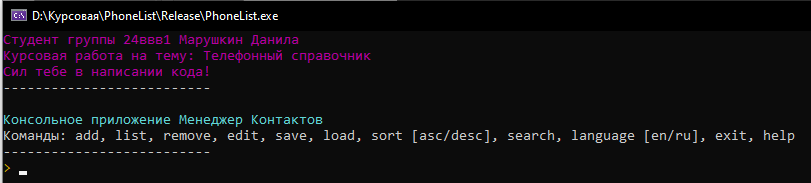 D:\Курсовая\PhoneList\Release\PhoneList.exe
Студент группы 24ввв1 Марушкин Данила
Курсовая работа на тему: Телефонный справочник
Сил тебе в написании кода!
--------------------------
Консольное приложение Менеджер Контактов
Команды: add, list, remove, edit, save, load, sort [asc/desc], search, language [en/ru], exit, help
--------------------------
> _